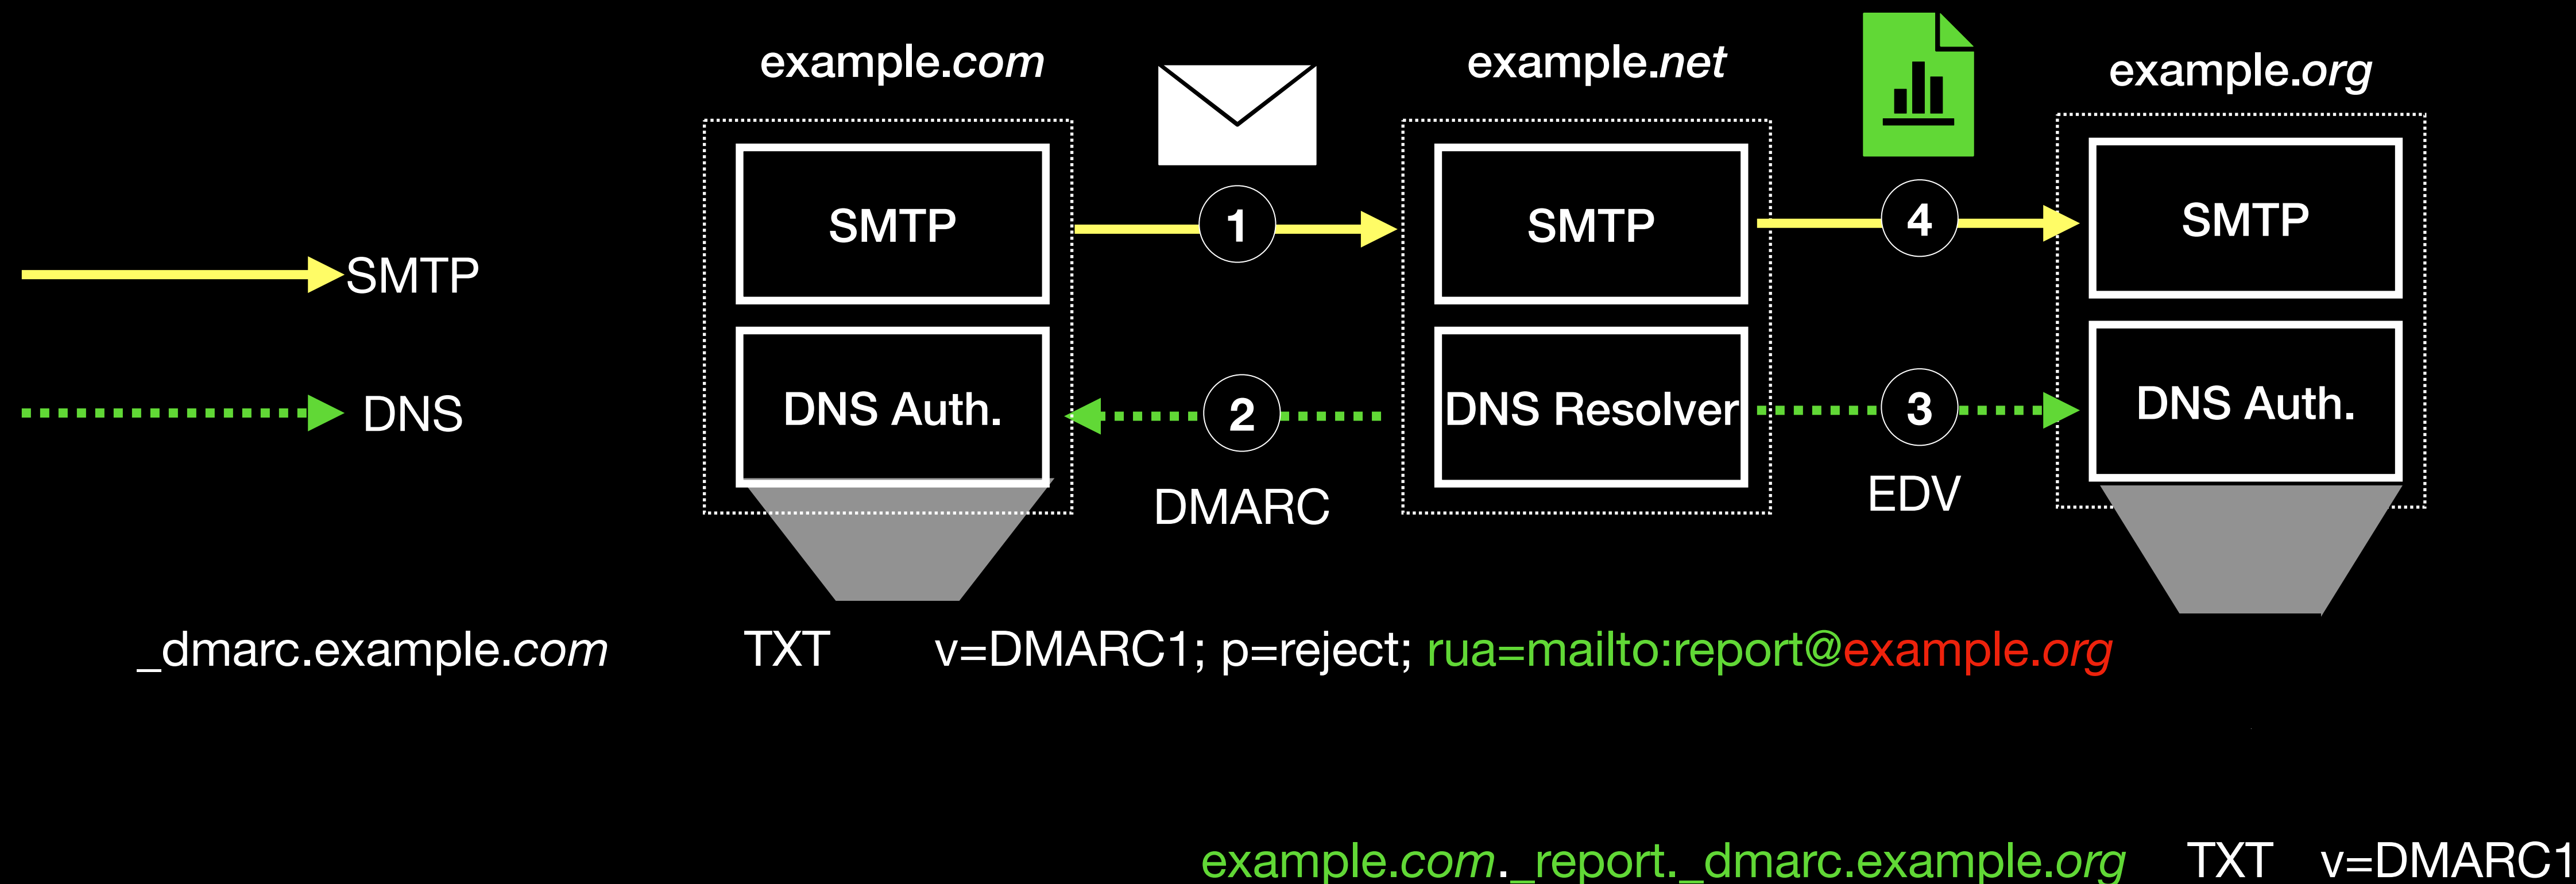 example.com
example.net
example.org
SMTP
SMTP
SMTP
1
4
SMTP
DNS
DNS Auth.
2
DNS Resolver
3
DNS Auth.
DMARC
EDV
_dmarc.example.com TXT v=DMARC1; p=reject; rua=mailto:report@example.org
example.com._report._dmarc.example.org TXT v=DMARC1